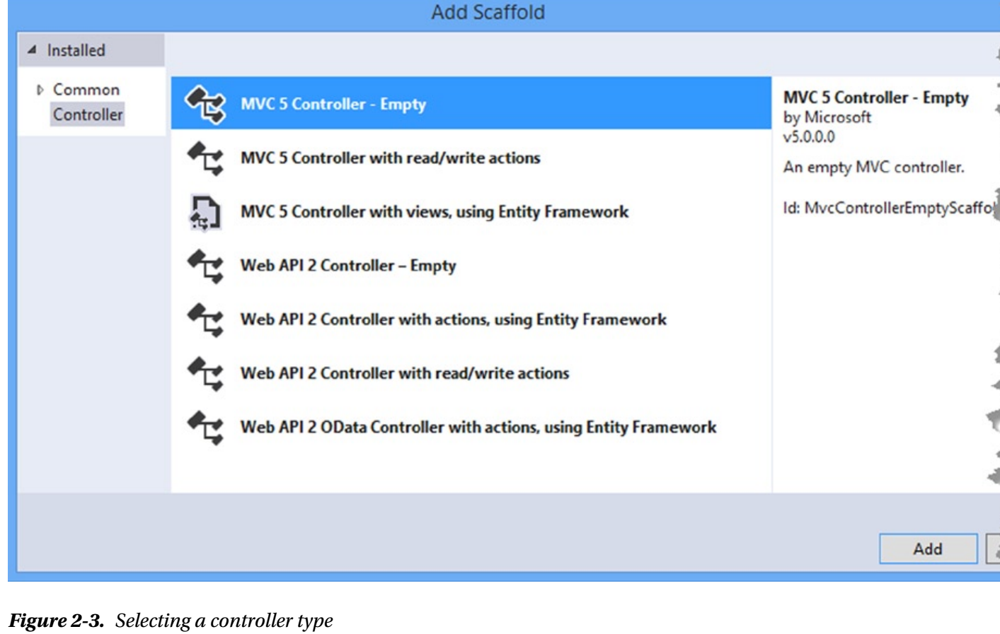 Add Scaffold
Installed
Common
Controller
MVC 5 Controller - Empty
MVC 5 Controller with read/write actions
MVC 5 Controller with views, using Entity Framework
Web API 2 Controller – Empty
Web API 2 Controller with actions, using Entity Framework
Web API 2 Controller with read/write actions
Web API 2 OData Controller with actions, using Entity Framework
MVC 5 Controller - Empty
by Microsoft
v5.0.0.0
An empty MVC controller.
Id: MvcControllerEmptyScaffo
Add
Figure 2-3. Selecting a controller type